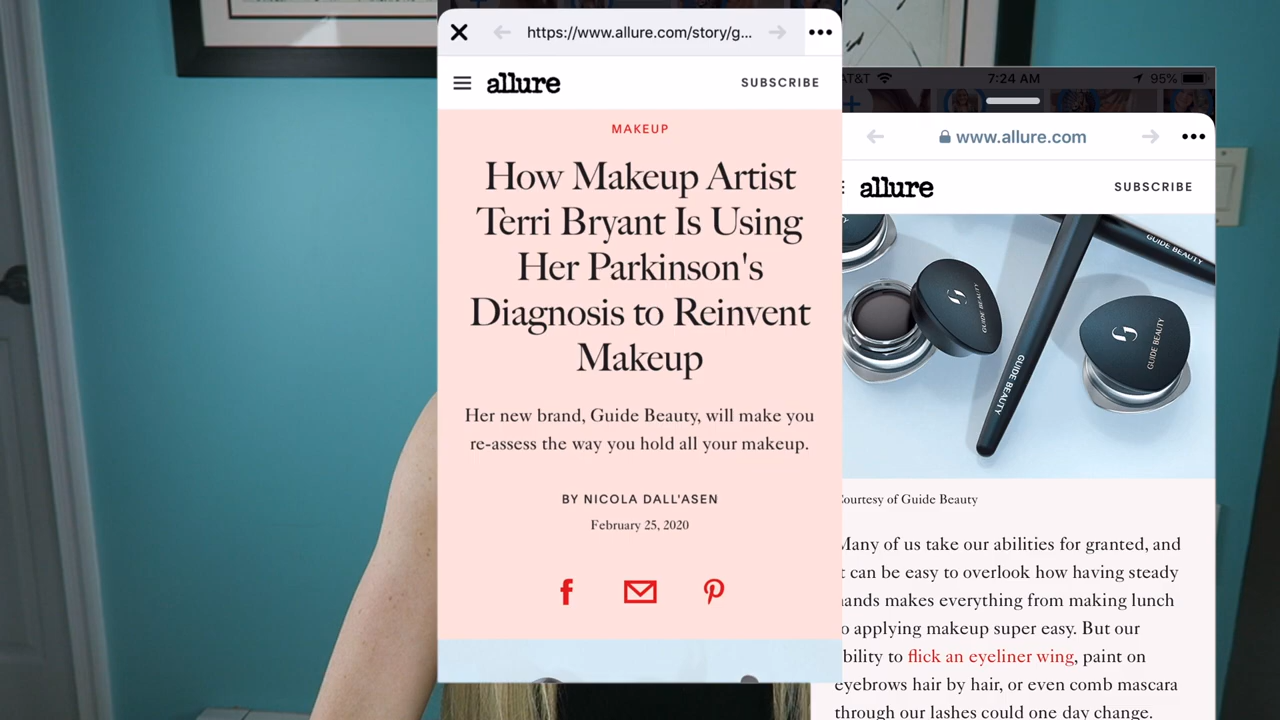 https://www.allure.com/story/g...
allure
SUBSCRIBE
MAKEUP
How Makeup Artist
Terri Bryant Is Using
Her Parkinson's
Diagnosis to Reinvent
Makeup
Her new brand, Guide Beauty, will make you
re-assess the way you hold all your makeup.
BY NICOLA DALL'ASEN
February 25, 2020
AT&T
7:24 AM
95%
www.allure.com
allure
SUBSCRIBE
GUIDE BEAUTY
GUIDE BEAUTY
GUIDE BEAUTY
GUIDE BEAUTY
Courtesy of Guide Beauty
Many of us take our abilities for granted, and
it can be easy to overlook how having steady
hands makes everything from making lunch
to applying makeup super easy. But our
ability to flick an eyeliner wing, paint on
eyebrows hair by hair, or even comb mascara
through our lashes could one day change.